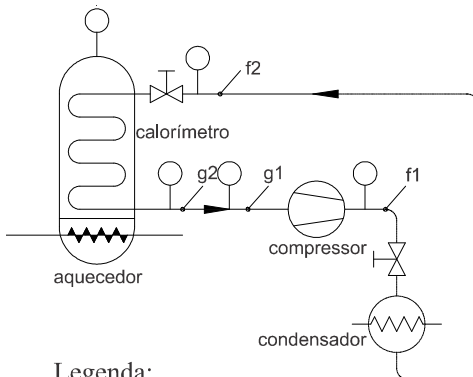 f2
calorímetro
g2
g1
f1
compressor
aquecedor
condensador
Legenda: